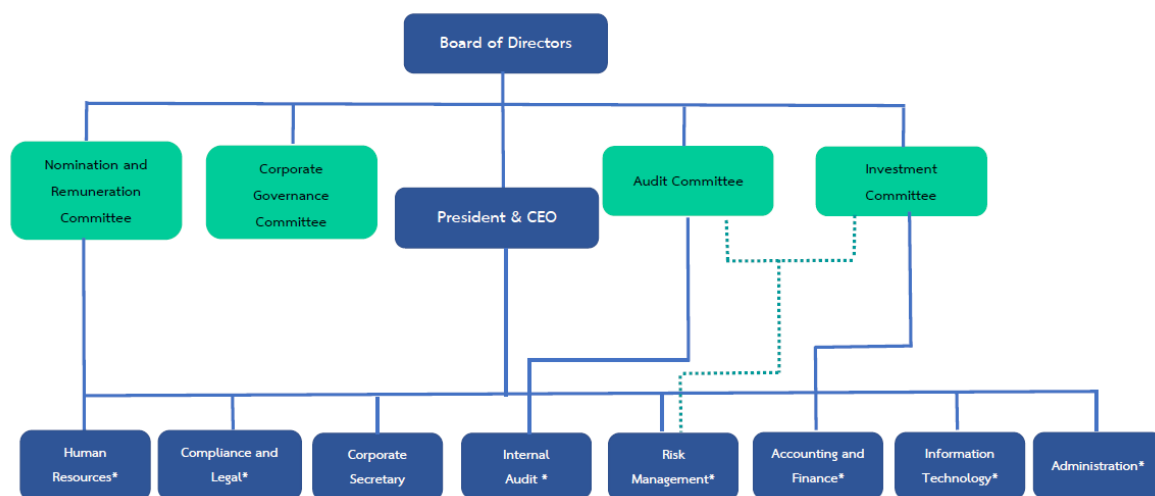 Board of Directors
Nomination and
Remuneration
Committee
Corporate
Governance
Committee
President & CEO
Audit Committee
Investment
Committee
Human
Resources*
Compliance and
Legal*
Corporate
Secretary
Internal
Audit *
Risk
Management*
Accounting and
Finance*
Information
Technology*
Administration*